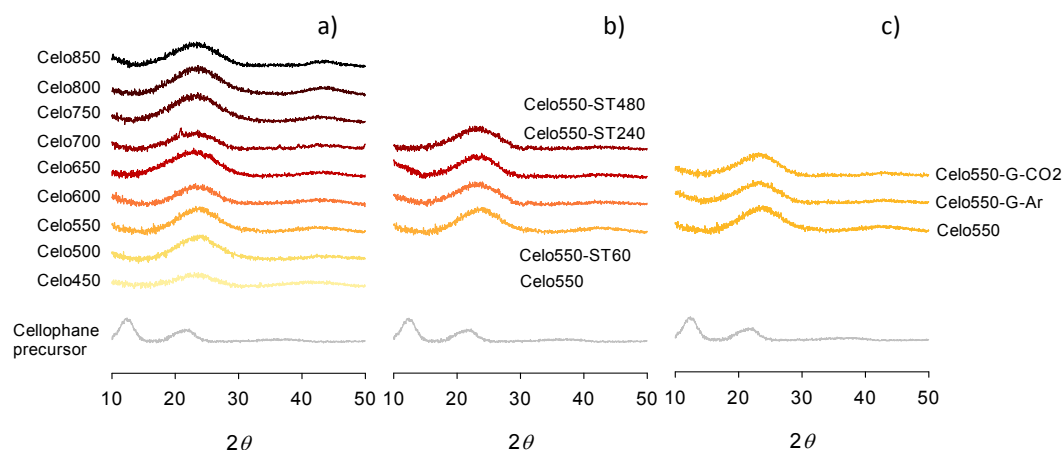 a)
b)
c)
Celo850
Celo800
Celo750
Celo700
Celo650
Celo600
Celo550
Celo500
Celo450
Cellophane
precursor
Celo550-ST480
Celo550-ST240
Celo550-ST60
Celo550
Celo550-G-CO2
Celo550-G-Ar
Celo550
10 20 30 40 50
10 20 30 40 50
10 20 30 40 50
2θ
2θ
2θ